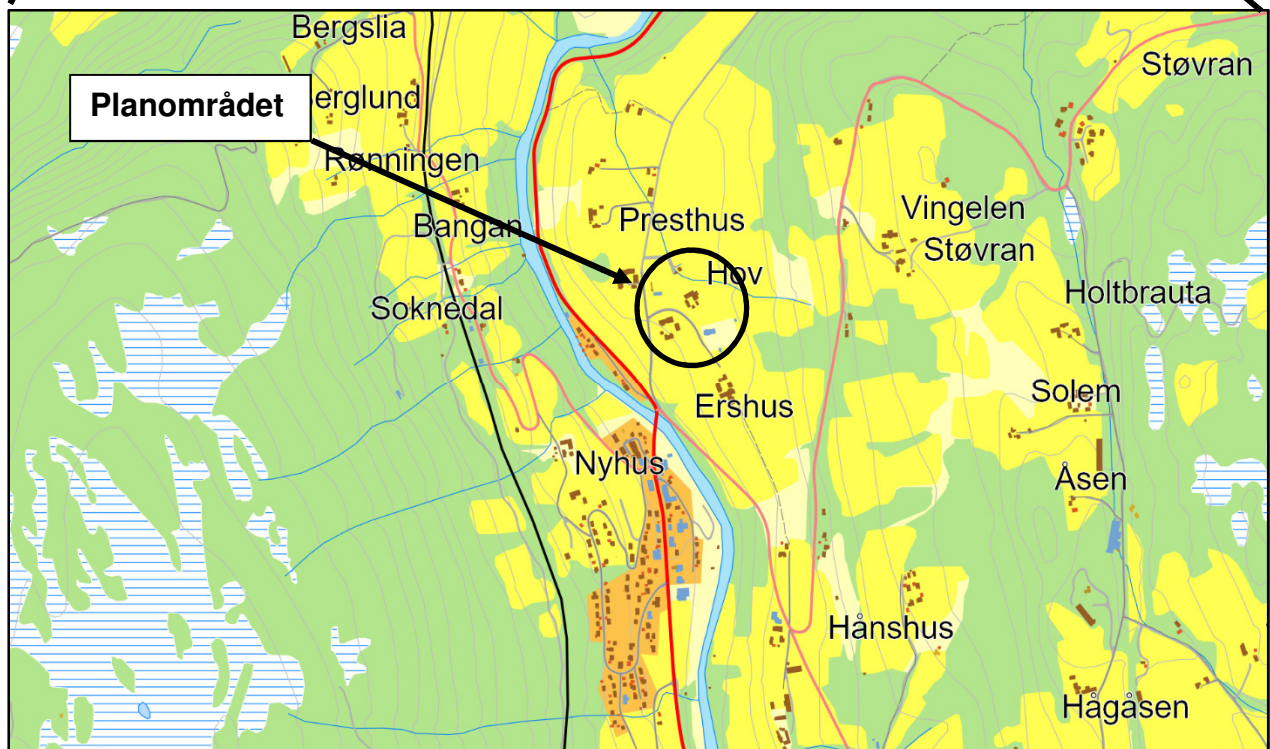 Bergslia
Støvran
Planområdet
erglund
Rønningen
Vingelen
Presthus
Bangan
Støvran
Hov
Holtbrauta
Soknedal
Solem
Ershus
Nyhus
Åsen
Hånshus
Hågåsen